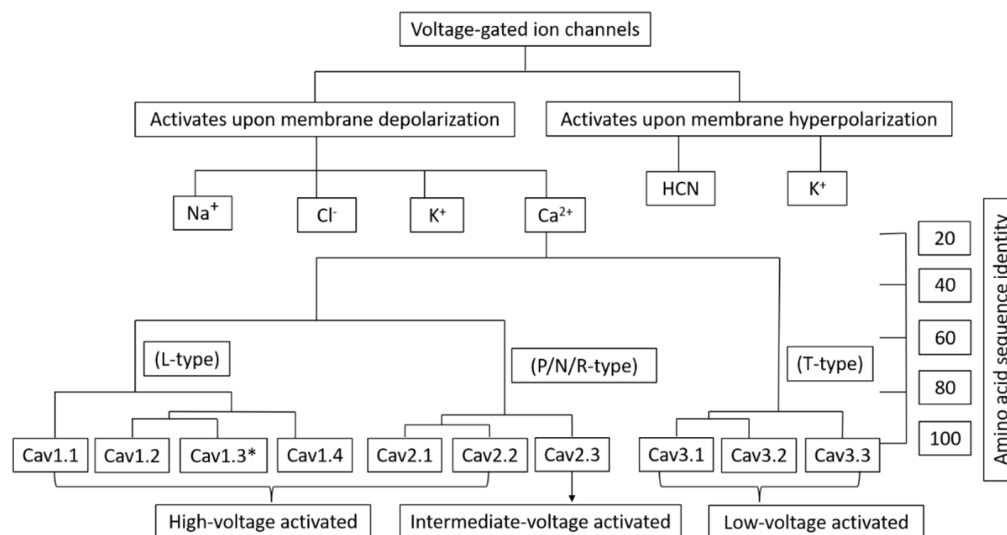 Voltage-gated ion channels
Activates upon membrane depolarization
Activates upon membrane hyperpolarization
Na⁺
Cl⁻
K⁺
Ca²⁺
HCN
K⁺
20
40
60
80
100
Amino acid sequence identity
(L-type)
(P/N/R-type)
(T-type)
Cav1.1
Cav1.2
Cav1.3*
Cav1.4
Cav2.1
Cav2.2
Cav2.3
Cav3.1
Cav3.2
Cav3.3
High-voltage activated
Intermediate-voltage activated
Low-voltage activated